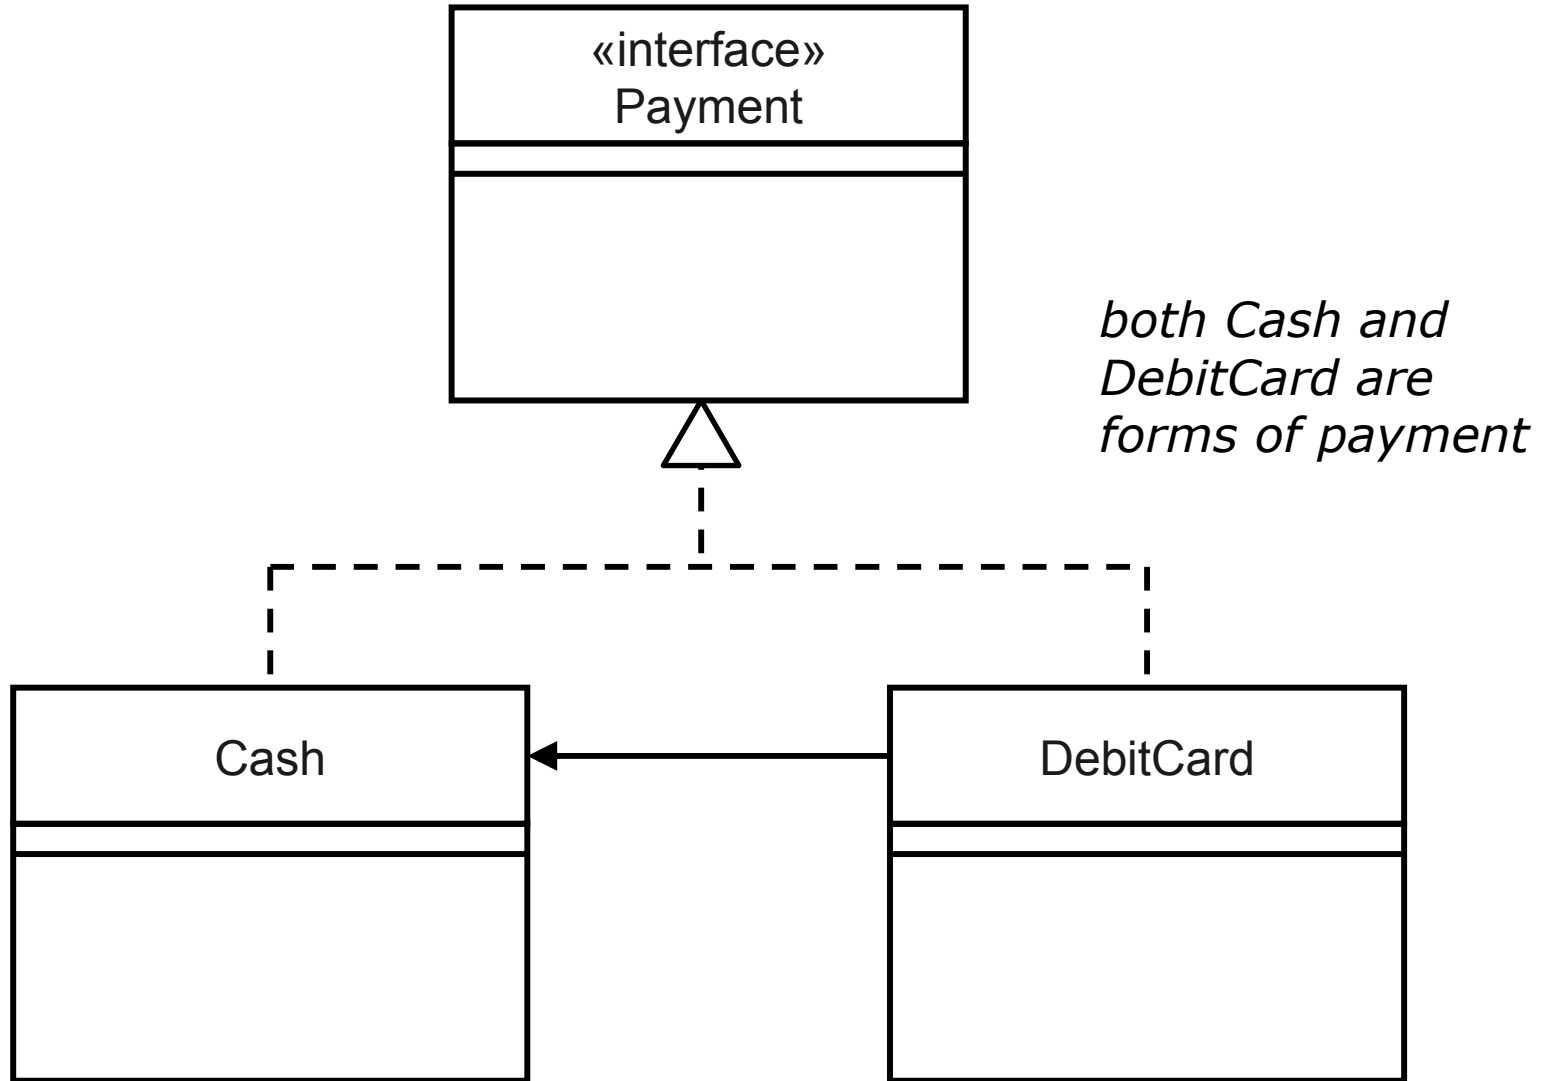 «interface»
Payment
both Cash and
DebitCard are
forms of payment
Cash
DebitCard